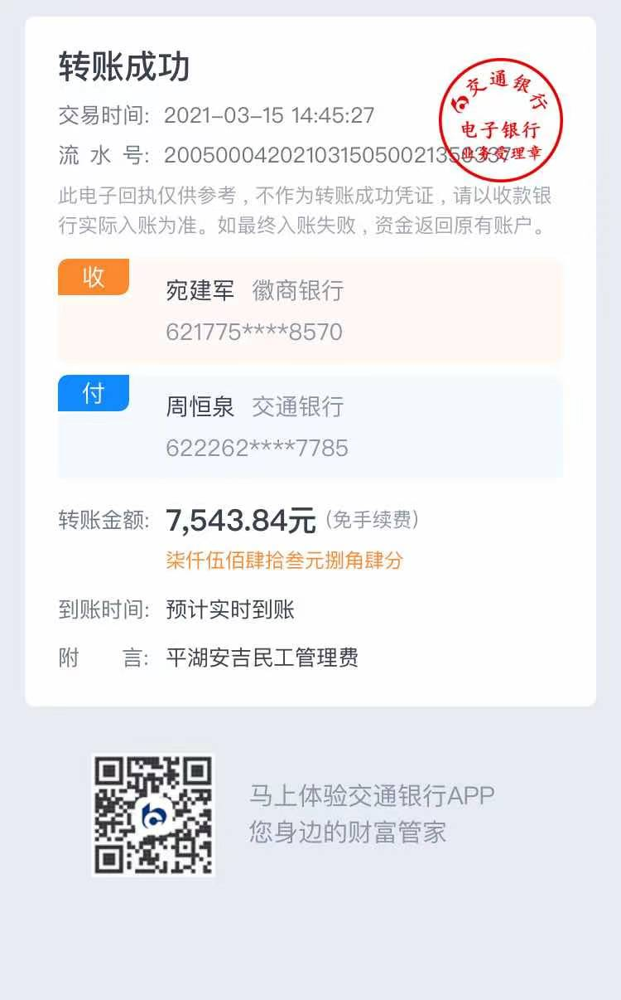 转账成功
交易时间: 2021-03-15 14:45:27
流 水 号:
此电子回执仅供参考，不作为转账成功凭证，请以收款银
行实际入账为准。如最终入账失败，资金返回原有账户。
交通银行
电子银行
业务受理章
收
宛建军 徽商银行
621775****8570
付
周恒泉 交通银行
622262****7785
转账金额: 7,543.84元 (免手续费)
柒仟伍佰肆拾叁元捌角肆分
到账时间: 预计实时到账
附 言: 平湖安吉民工管理费
马上体验交通银行APP
您身边的财富管家